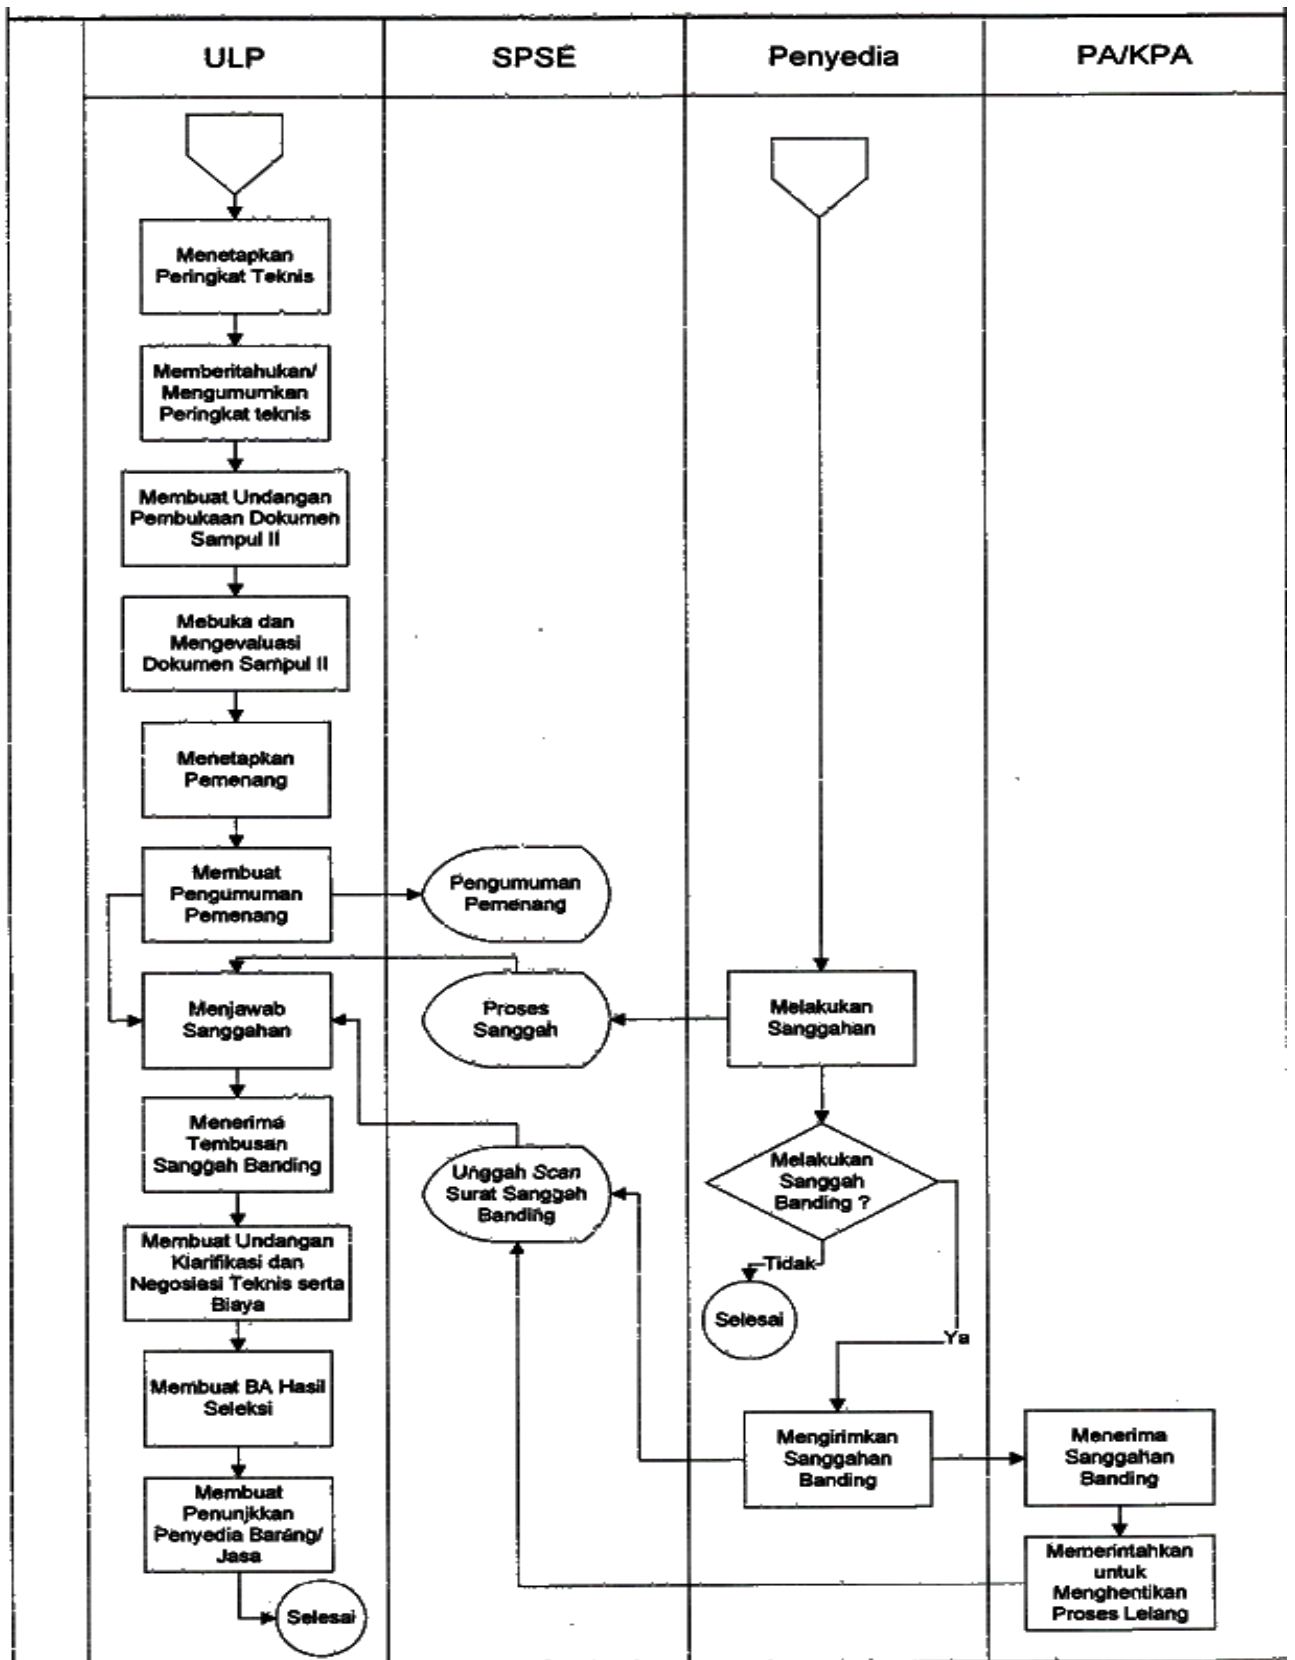 ULP
SPSE
Penyedia
PA/KPA
Menetapkan
Peringkat Teknis
Memberitahukan/
Mengumumkan
Peringkat teknis
Membuat Undangan
Pembukaan Dokumen
Sampul II
Mebuka dan
Mengevaluasi
Dokumen Sampul II
Menetapkan
Pemenang
Membuat
Pengumuman
Pemenang
Pengumuman
Pemenang
Menjawab
Sanggahan
Proses
Sanggah
Melakukan
Sanggahan
Menerima
Tembusan
Sanggah Banding
Unggah Scan
Surat Sanggah
Banding
Melakukan
Sanggah
Banding ?
Tidak
Selesai
Ya
Membuat Undangan
Klarifikasi dan
Negosiasi Teknis serta
Biaya
Membuat BA Hasil
Seleksi
Mengirimkan
Sanggahan
Banding
Menerima
Sanggahan
Banding
Membuat
Penunjkkan
Penyedia Barang/
Jasa
Memerintahkan
untuk
Menghentikan
Proses Lelang
Selesai